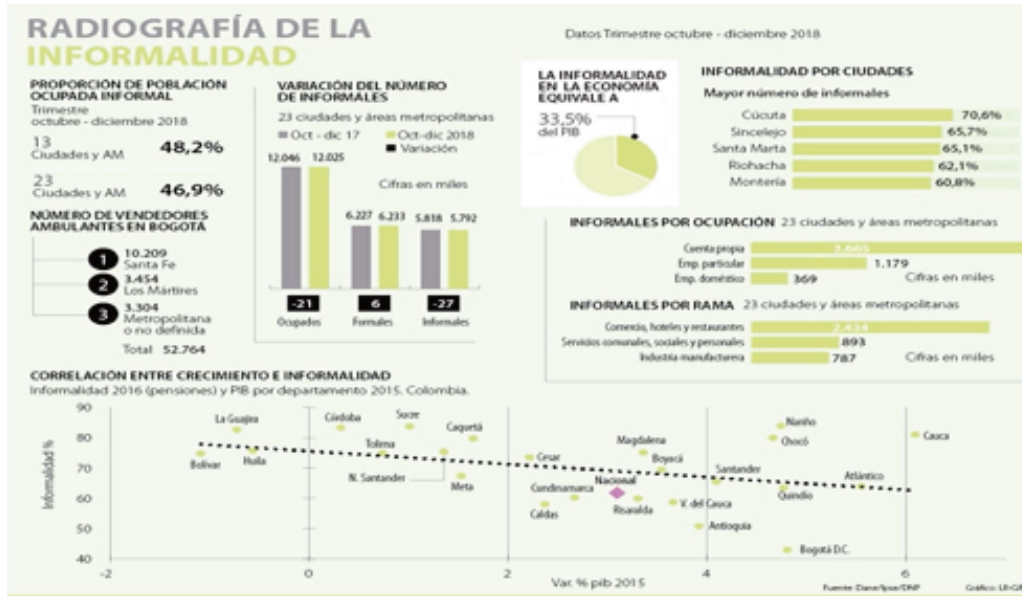 RADIOGRAFÍA DE LA
INFORMALIDAD
Datos Trimestre octubre - diciembre 2018
PROPORCIÓN DE POBLACIÓN
OCUPADA INFORMAL
Trimestre
octubre - diciembre 2018
13
Ciudades y AM
48,2%
23
Ciudades y AM
46,9%
NÚMERO DE VENDEDORES
AMBULANTES EN BOGOTÁ
1
10.209
Santa Fe
2
3.454
Los Mártires
3
3.304
Metropolitana
o no definida
Total 52.764
VARIACIÓN DEL NÚMERO
DE INFORMALES
23 ciudades y áreas metropolitanas
Oct - dic 17
Oct-dic 2018
Variación
Cifras en miles
12.046 12.025
6.227 6.233
5.818 5.792
-21 6 -27
Ocupados Formales Informales
LA INFORMALIDAD
EN LA ECONOMÍA
EQUIVALE A
33,5%
del PIB
INFORMALIDAD POR CIUDADES
Mayor número de informales
Cúcuta 70,6%
Sincelejo 65,7%
Santa Marta 65,1%
Riohacha 62,1%
Montería 60,8%
INFORMALES POR OCUPACIÓN 23 ciudades y áreas metropolitanas
Cuenta propia 3.665
Emp. particular 1.179
Emp. doméstico 369
Cifras en miles
INFORMALES POR RAMA 23 ciudades y áreas metropolitanas
Comercio, hoteles y restaurantes 2.434
Servicios comunales, sociales y personales 893
Industria manufacturera 787
Cifras en miles
CORRELACIÓN ENTRE CRECIMIENTO E INFORMALIDAD
Informalidad 2016 (pensiones) y PIB por departamento 2015. Colombia.
Informalidad %
90
80
70
60
50
40
La Guajira
Bolívar
Huila
Córdoba
Sucre
Tolima
Caquetá
N. Santander
Meta
Cesar
Cundinamarca
Caldas
Nacional
Magdalena
Boyacá
Risaralda
V. del Cauca
Antioquia
Santander
Nariño
Chocó
Quindío
Bogotá D.C.
Atlántico
Cauca
-2 0 2 4 6
Var. % pib 2015
Fuente: Dane/Ipse/DNP
Gráfico: LR-GR